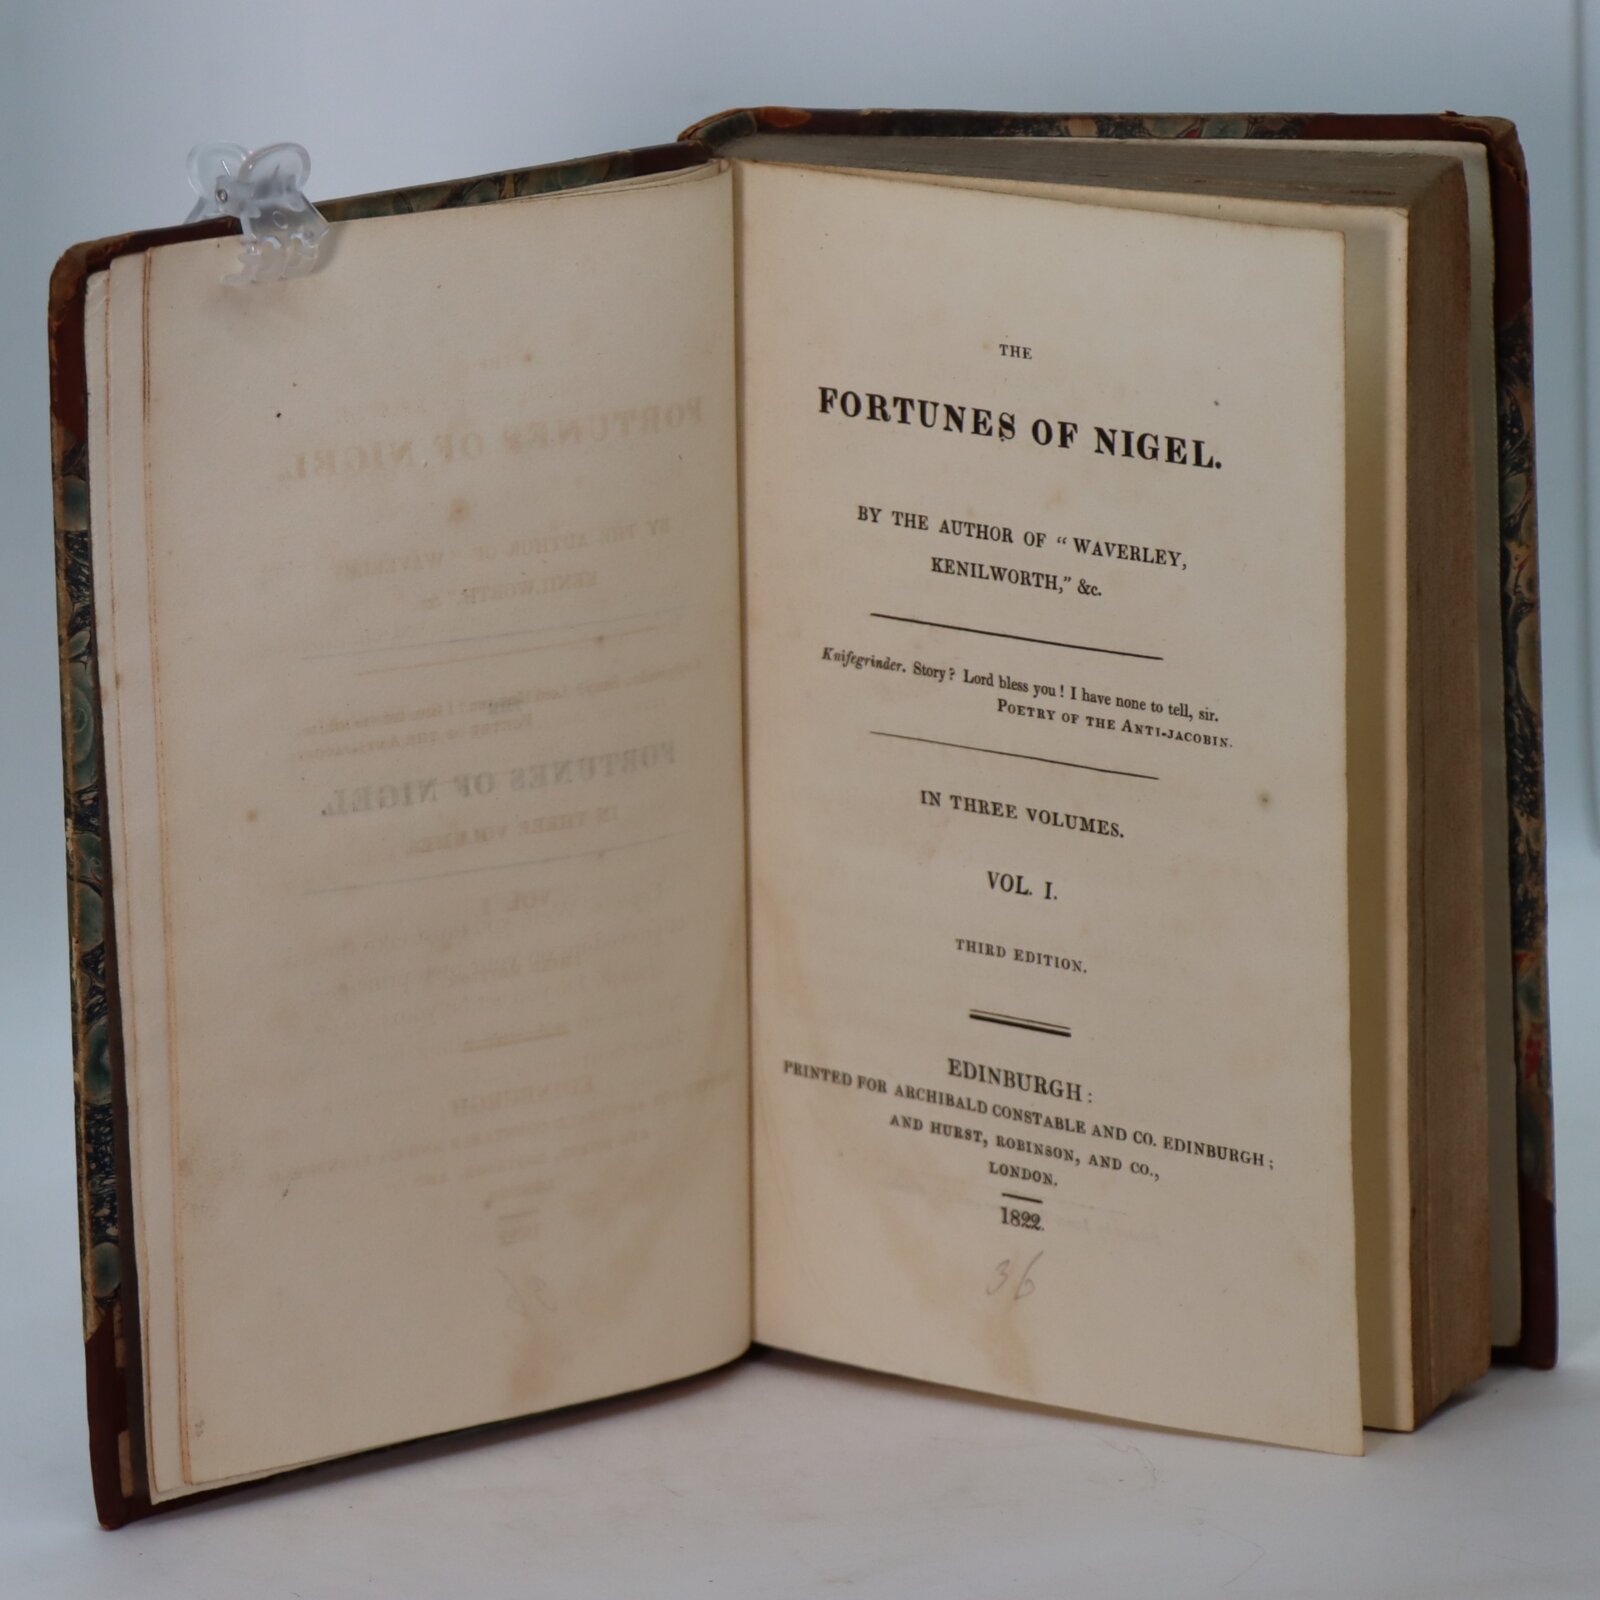 THE
FORTUNES OF NIGEL.
BY THE AUTHOR OF “ WAVERLEY,
KENILWORTH,” &c.
Knifegrinder. Story? Lord bless you! I have none to tell, sir.
POETRY OF THE ANTI-JACOBIN.
IN THREE VOLUMES.
VOL. I.
THIRD EDITION.
EDINBURGH:
PRINTED FOR ARCHIBALD CONSTABLE AND CO. EDINBURGH;
AND HURST, ROBINSON, AND CO.,
LONDON.
1822.
36